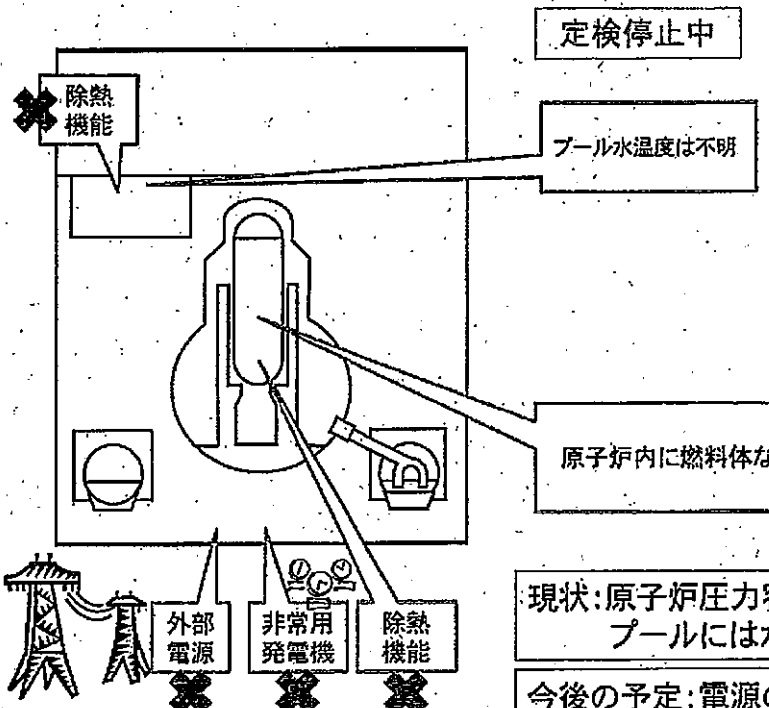 定検停止中
除熱
機能
プール水温度は不明
原子炉内に燃料体な
現状:原子炉圧力
プールには
外部
電源
非常用
発電機
除熱
機能
今後の予定:電源の